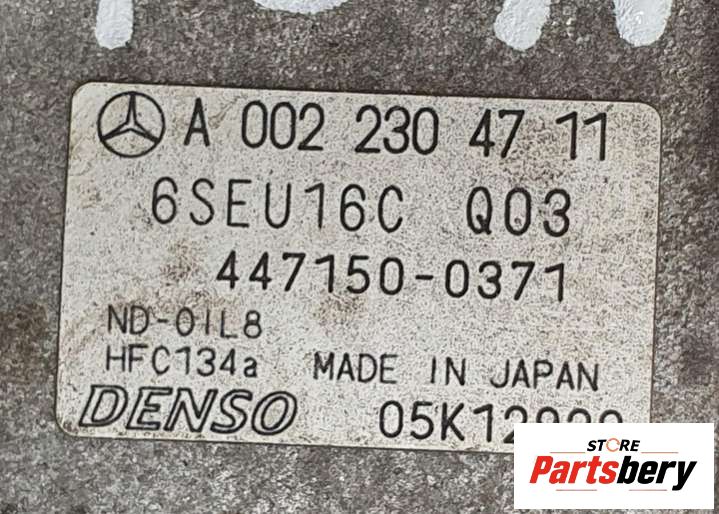 A 002 230 47 11
6SEU16C Q03
447150-0371
ND-OIL8
HFC134a MADE IN JAPAN
DENSO
STORE
Partsbery